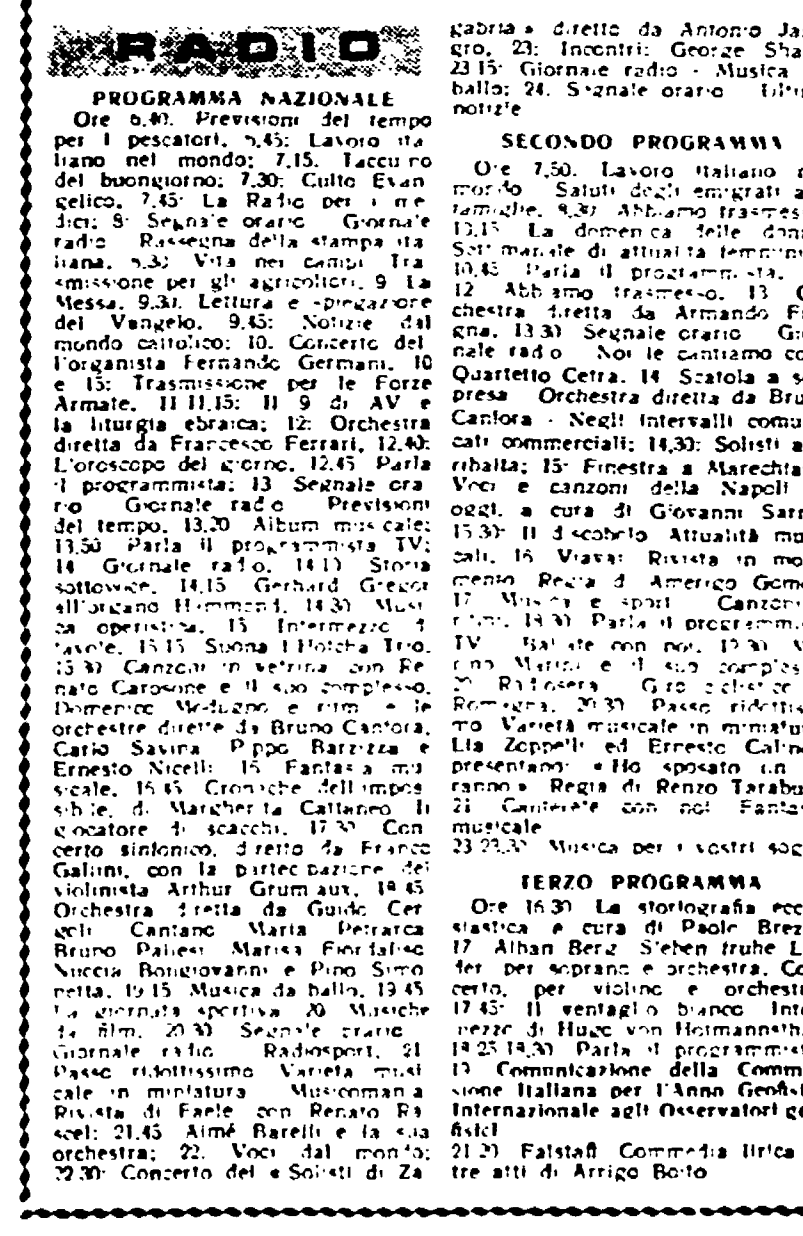 RADIO
PROGRAMMA NAZIONALE
Ore 6,40. Previsioni del tempo
per i pescatori. 6,45: Lavoro ita
liano nel mondo; 7,15. Taccuino
del buongiorno; 7,30: Culto Evan
gelico. 7,45: La Radio per i me
dici; 8: Segnale orario Giornale
radio Rassegna della stampa ita
liana. Vita nei campi Tra
smissione per gli agricoltori. 9 La
Messa. 9,30. Lettura e spiegazione
del Vangelo. 9,45: Notizie dal
mondo cattolico; 10. Concerto del
l'organista Fernando Germani. 10
e 15: Trasmissione per le Forze
Armate. 11 11,15: Il 9 di AV e
la liturgia ebraica; 12: Orchestra
diretta da Francesco Ferrari. 12,40:
L'oroscopo del giorno. 12,45 Parla
il programmista; 13 Segnale ora
rio Giornale radio Previsioni
del tempo. 13,20 Album musicale;
13,50 Parla il programmista TV;
14 Giornale radio. Storia
sottovoce. 14,15 Gerhard Gregor
all'organo Hammond. 14,30 Musi
ca operistica. 15 Intermezzo
15,15 Suona l'Hotcha Trio.
15,30 Canzoni in vetrina con Re
nato Carosone e il suo complesso.
Domenico Modugno e e le
orchestre dirette da Bruno Canfora,
Carlo Savina Pippo Barzizza e
Ernesto Nicelli 16 Fantasia mu
sicale. 16,45 Cronache dell'impos
sibile, di Margherita Cattaneo Il
giocatore di scacchi. 17,30 Con
certo sinfonico, diretto da Franco
Gallini, con la partecipazione del
violinista Arthur Grumiaux. 18,45
Orchestra diretta da Guido Cer
goli Cantano Maria Petrarca
Bruno Pallesi Marisa Fiordaliso
Nuccia Bongiovanni e Pino Simo
netta. 19,15 Musica da ballo. 19,45
La giornata sportiva 20 Musiche
da film. 20,30 Segnale orario
Giornale radio Radiosport. 21
Passo ridottissimo Varietà musi
cale in miniatura Musicomania
Rivista di Faele con Renato Ra
scel; 21,45 Aimé Barelli e la sua
orchestra; 22. Voci dal mondo;
22,30: Concerto del « Solisti di Za
gabria » diretto da Antonio Ja
gro. 23: Incontri: George Sha
23 15: Giornale radio - Musica
ballo; 24. Segnale orario
notizie
SECONDO PROGRAMMA
Ore 7,50. Lavoro italiano
mondo Saluti degli emigrati a
famiglie. 8,30 Abbiamo trasmes
10,15 La domenica delle don
Settimanale di attualità femmin
10,45 Parla il programmista.
12 Abbiamo trasmesso. 13
chestra diretta da Armando F
gna. 13 30 Segnale orario Gi
nale radio Noi le cantiamo co
Quartetto Cetra. 14 Scatola a s
presa Orchestra diretta da Bru
Canfora - Negli intervalli comu
cati commerciali; 14,30: Solisti a
ribalta; 15: Finestra a Marechia
Voci e canzoni della Napoli
oggi, a cura di Giovanni Sarr
15,30: Il discobolo Attualità mu
cali. 16 Viavai Rivista in mo
mento Regia di Amerigo Gome
17 Musica e sport Canzon
18 30 Parla il programmi
TV Ballate con noi. 19,30
rino Marini e il suo comples
20 Radiosera Giro ciclistico
Romagna. 20 30 Passo ridottis
mo Varietà musicale in miniatu
Lia Zoppelli ed Ernesto Calin
presentano: « Ho sposato un
ranno » Regia di Renzo Tarabu
21 Canterete con noi Fantas
musicale
23 23,30 Musica per i vostri sog
TERZO PROGRAMMA
Ore 16 30 La storiografia ecc
siastica a cura di Paolo Brez
17 Alban Berg Sieben fruhe L
der per soprano e orchestra. Co
certo, per violino e orchestr
17 45: Il ventaglio bianco Int
mezzo di Hugo von Hofmannsth
18 25 18,30 Parla il programmist
19 Comunicazione della Comm
sione Italiana per l'Anno Geofis
Internazionale agli Osservatori ge
fisici
21 20 Falstaff Commedia lirica
tre atti di Arrigo Boito